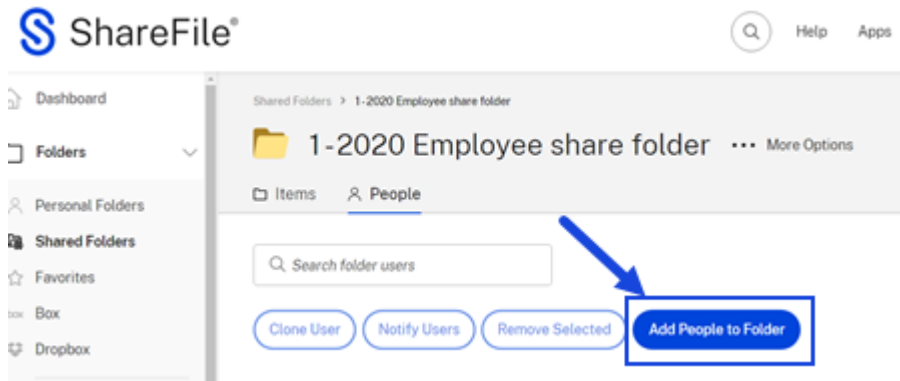 ShareFile®
Help Apps
Dashboard
Folders
Personal Folders
Shared Folders
Favorites
box Box
Dropbox
Shared Folders > 1-2020 Employee share folder
1-2020 Employee share folder ••• More Options
Items People
Search folder users
Clone User Notify Users Remove Selected Add People to Folder